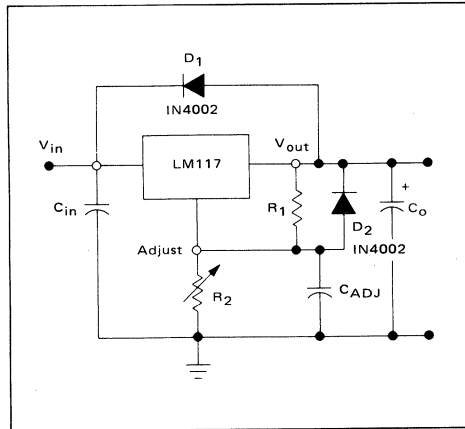 D1
IN4002
Vin
LM117
Vout
Cin
R1
D2
IN4002
+
Co
Adjust
R2
CADJ